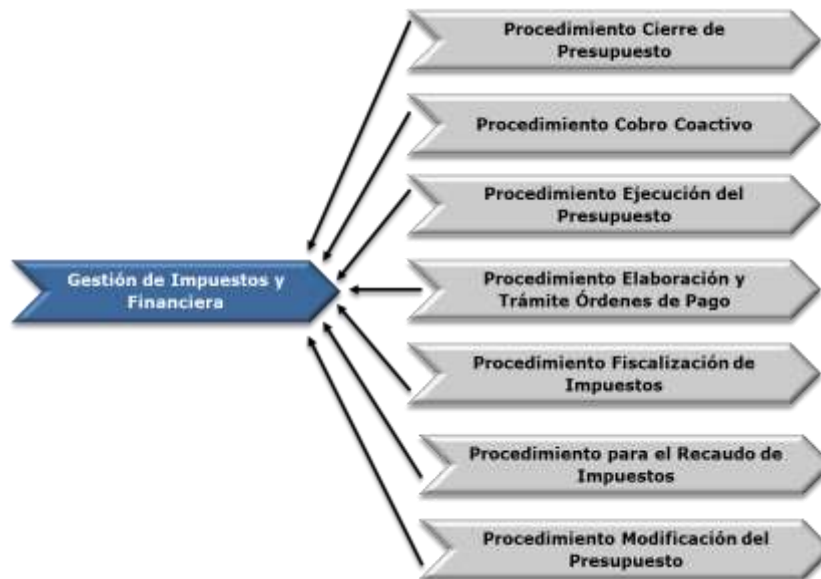 Procedimiento Cierre de
Presupuesto
Procedimiento Cobro Coactivo
Procedimiento Ejecución del
Presupuesto
Gestión de Impuestos y
Financiera
Procedimiento Elaboración y
Trámite Órdenes de Pago
Procedimiento Fiscalización de
Impuestos
Procedimiento para el Recaudo de
Impuestos
Procedimiento Modificación del
Presupuesto